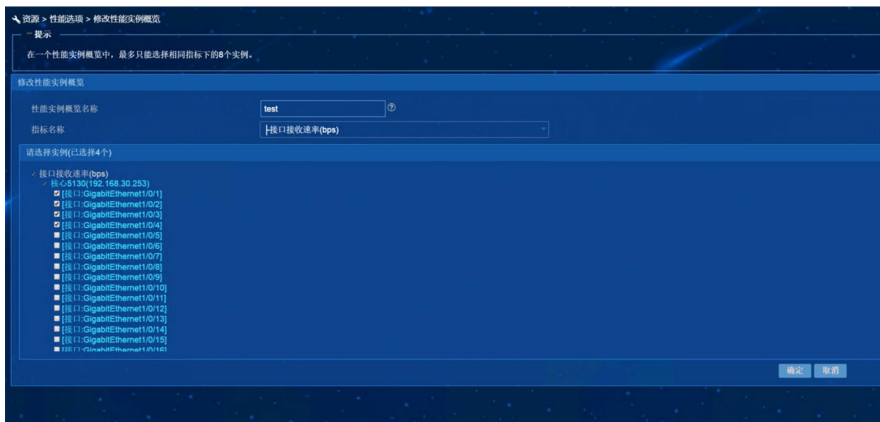 资源 > 性能选项 > 修改性能实例概览
提示
在一个性能实例概览中，最多只能选择相同指标下的8个实例。
修改性能实例概览
性能实例概览名称 test
指标名称 ├接口接收速率(bps)
请选择实例(已选择4个)
接口接收速率(bps)
核心5130(192.168.30.253)
[接口:GigabitEthernet1/0/1]
[接口:GigabitEthernet1/0/2]
[接口:GigabitEthernet1/0/3]
[接口:GigabitEthernet1/0/4]
[接口:GigabitEthernet1/0/5]
[接口:GigabitEthernet1/0/6]
[接口:GigabitEthernet1/0/7]
[接口:GigabitEthernet1/0/8]
[接口:GigabitEthernet1/0/9]
[接口:GigabitEthernet1/0/10]
[接口:GigabitEthernet1/0/11]
[接口:GigabitEthernet1/0/12]
[接口:GigabitEthernet1/0/13]
[接口:GigabitEthernet1/0/14]
[接口:GigabitEthernet1/0/15]
[接口:GigabitEthernet1/0/16]
确定 取消